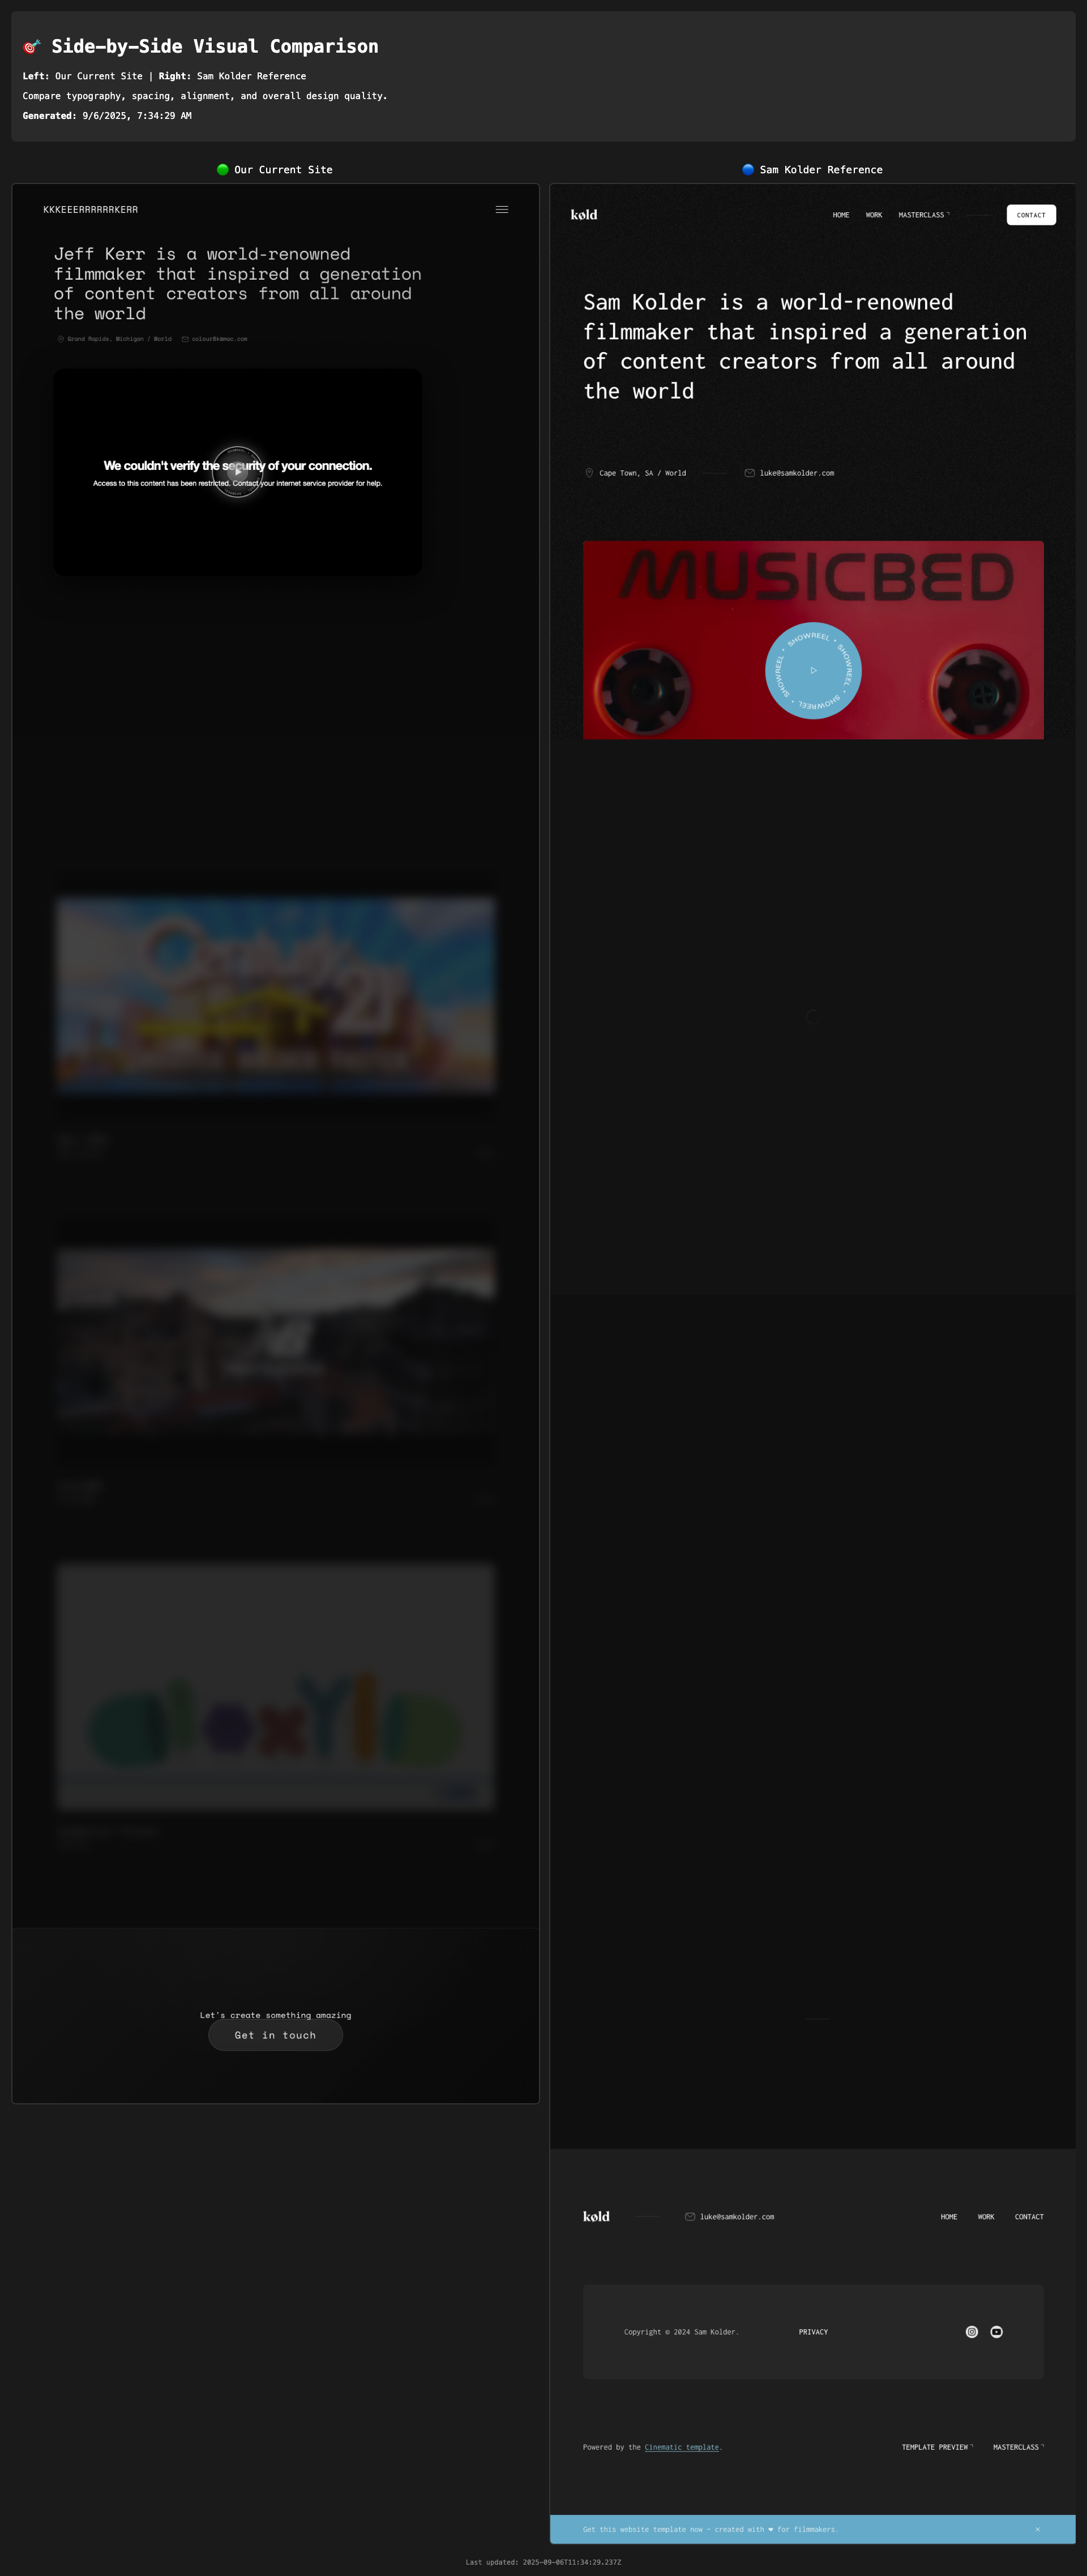 🎯 Side-by-Side Visual Comparison
Left: Our Current Site | Right: Sam Kolder Reference
Compare typography, spacing, alignment, and overall design quality.
Generated: 9/6/2025, 7:34:29 AM
🟢 Our Current Site
KKKEEERRRRRRKERR
Jeff Kerr is a world-renowned
filmmaker that inspired a generation
of content creators from all around
the world
Grand Rapids, Michigan / World
We couldn't verify the security of your connection.
Access to this content has been restricted. Contact your internet service provider for help.
Century 21
Let's create something amazing
Get in touch
🔵 Sam Kolder Reference
køld
HOME WORK MASTERCLASS
CONTACT
Sam Kolder is a world-renowned
filmmaker that inspired a generation
of content creators from all around
the world
Cape Town, SA / World
luke@samkolder.com
MUSICBED
SHOWREEL • SHOWREEL • SHOWREEL • SHOWREEL •
køld
luke@samkolder.com
HOME WORK CONTACT
Copyright © 2024 Sam Kolder.
PRIVACY
Powered by the Cinematic template.
TEMPLATE PREVIEW MASTERCLASS
Get this website template now – created with ❤ for filmmakers.
×
Last updated: 2025-09-06T11:34:29.237Z